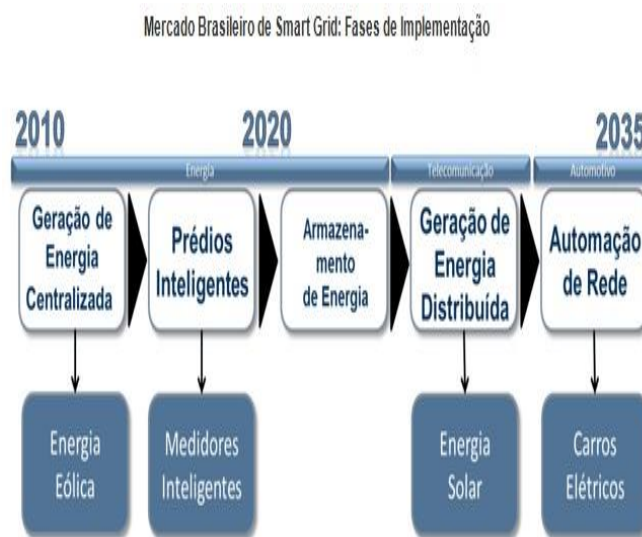 Mercado Brasileiro de Smart Grid: Fases de Implementação
2010
2020
2035
Energia
Telecomunicação
Automotivo
Geração de
Energia
Centralizada
Prédios
Inteligentes
Armazena-
mento
de Energia
Geração de
Energia
Distribuída
Automação
de Rede
Energia
Eólica
Medidores
Inteligentes
Energia
Solar
Carros
Elétricos